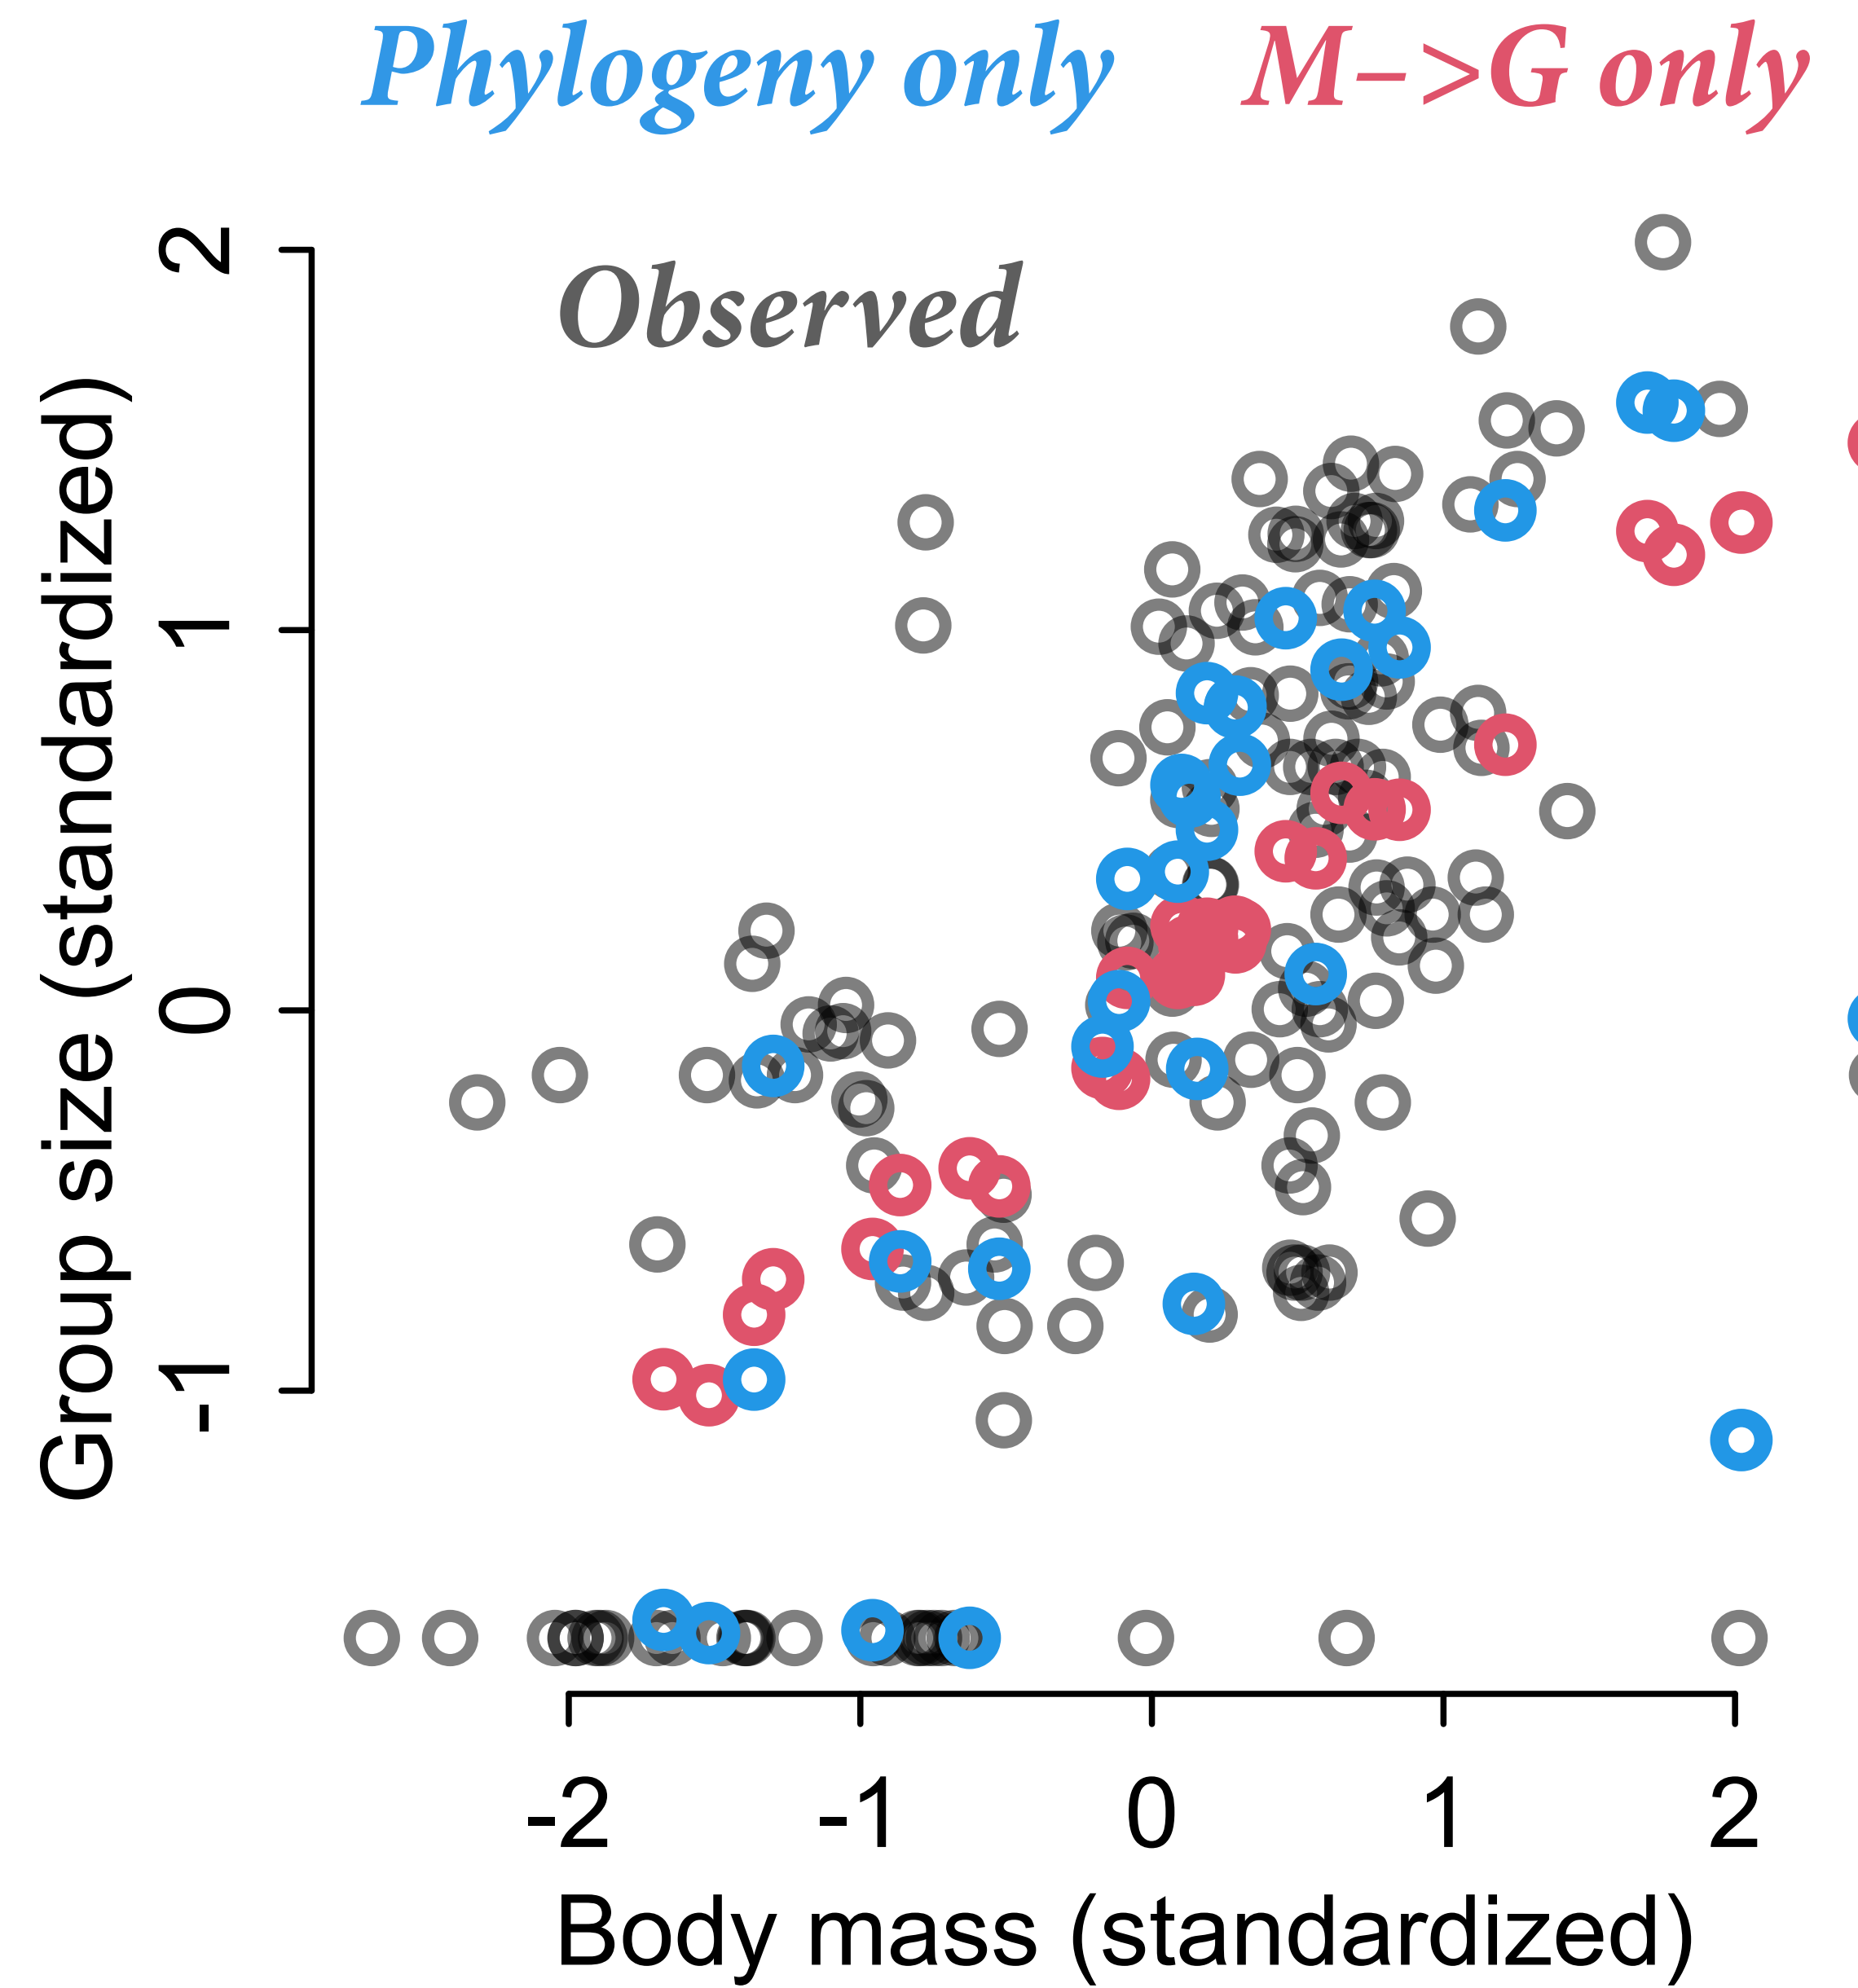 Phylogeny only M–>G only
Observed
Group size (standardized)
2
1
0
-1
-2 -1 0 1 2
Body mass (standardized)